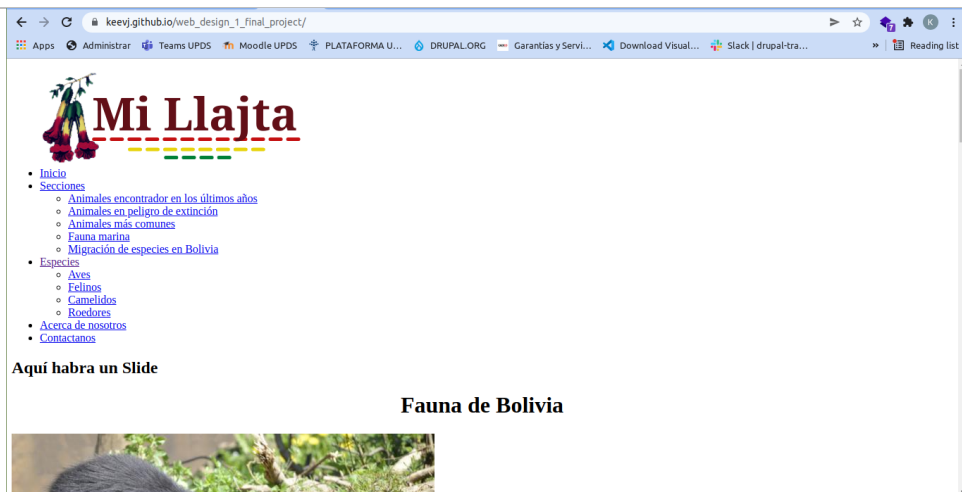 keevj.github.io/web_design_1_final_project/
K
Apps Administrar Teams UPDS Moodle UPDS PLATAFORMA U... DRUPAL.ORG Garantías y Servi... Download Visual... Slack | drupal-tra... » Reading list
7
Mi Llajta
Inicio
Secciones
Animales encontrador en los últimos años
Animales en peligro de extinción
Animales más comunes
Fauna marina
Migración de especies en Bolivia
Especies
Aves
Felinos
Camelidos
Roedores
Acerca de nosotros
Contactanos
Aquí habra un Slide
Fauna de Bolivia